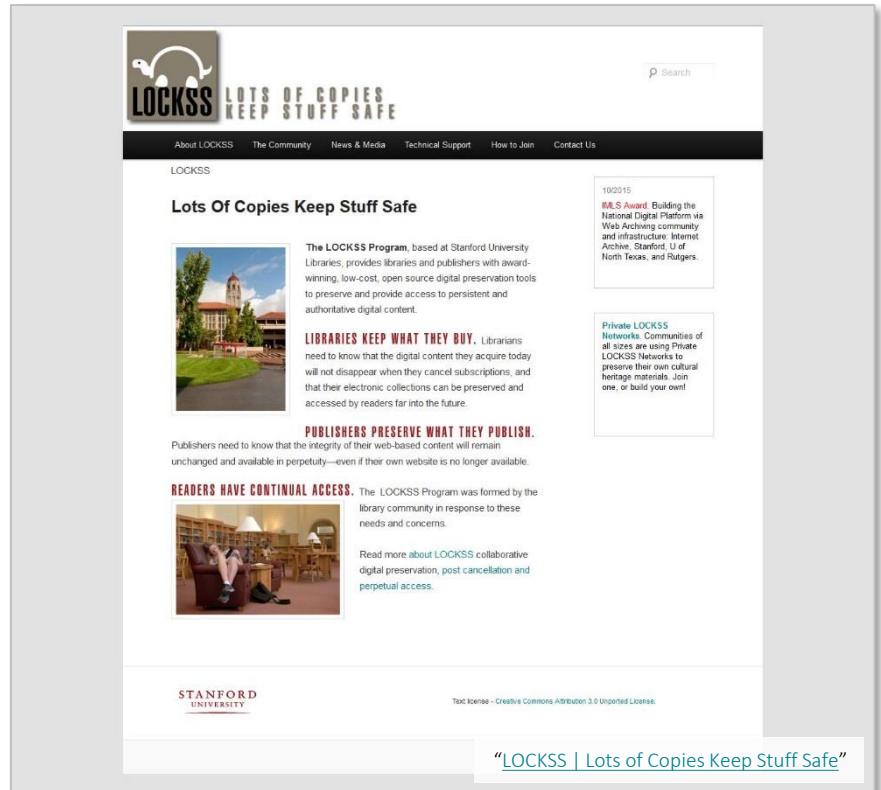 LOCKSS
LOTS OF COPIES
KEEP STUFF SAFE
Search
About LOCKSS The Community News & Media Technical Support How to Join Contact Us
LOCKSS
Lots Of Copies Keep Stuff Safe
The LOCKSS Program, based at Stanford University
Libraries, provides libraries and publishers with award-
winning, low-cost, open source digital preservation tools
to preserve and provide access to persistent and
authoritative digital content.
LIBRARIES KEEP WHAT THEY BUY. Librarians
need to know that the digital content they acquire today
will not disappear when they cancel subscriptions, and
that their electronic collections can be preserved and
accessed by readers far into the future.
PUBLISHERS PRESERVE WHAT THEY PUBLISH.
Publishers need to know that the integrity of their web-based content will remain
unchanged and available in perpetuity—even if their own website is no longer available.
READERS HAVE CONTINUAL ACCESS. The LOCKSS Program was formed by the
library community in response to these
needs and concerns.
Read more about LOCKSS collaborative
digital preservation, post cancellation and
perpetual access.
10/2015
IMLS Award. Building the
National Digital Platform via
Web Archiving community
and infrastructure: Internet
Archive, Stanford, U of
North Texas, and Rutgers.
Private LOCKSS
Networks. Communities of
all sizes are using Private
LOCKSS Networks to
preserve their own cultural
heritage materials. Join
one, or build your own!
STANFORD
UNIVERSITY
Text license - Creative Commons Attribution 3.0 Unported License.
“LOCKSS | Lots of Copies Keep Stuff Safe”